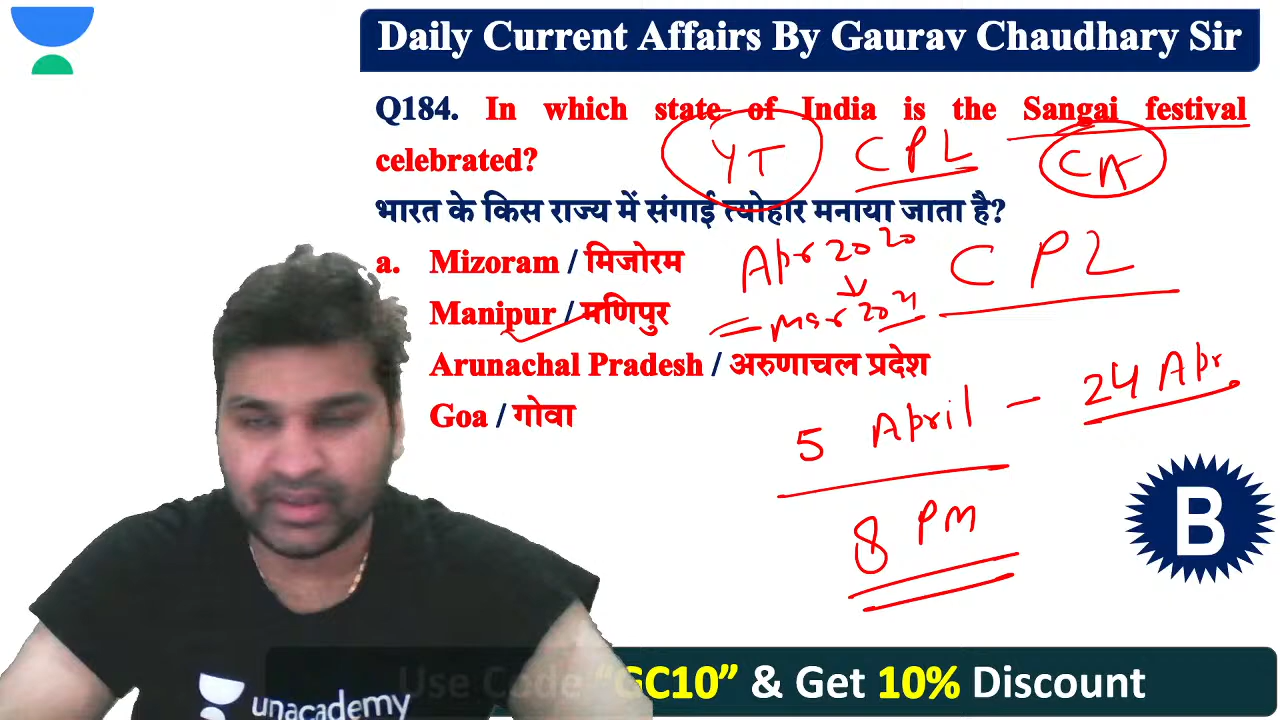 Daily Current Affairs By Gaurav Chaudhary Sir
Q184. In which state of India is the Sangai festival
celebrated?
YT CPL CA
भारत के किस राज्य में संगाई त्योहार मनाया जाता है?
a. Mizoram / मिजोरम
Apr 2020 CPL
Manipur / मणिपुर
Mar 2021
Arunachal Pradesh / अरुणाचल प्रदेश
Goa / गोवा
5 April - 24 Apr
8 PM
B
Use Code "GC10" & Get 10% Discount
unacademy